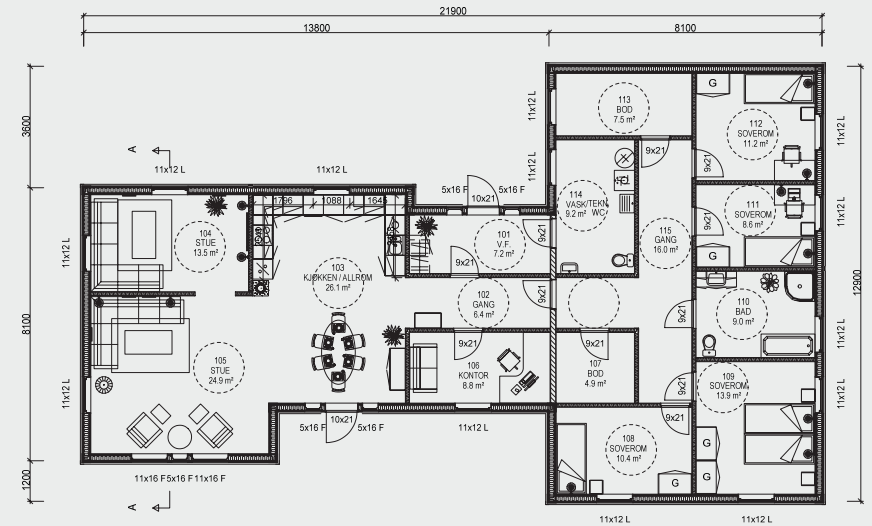 21900
13800
8100
3600
8100
1200
12900
A
A
11x12 L
11x12 L
11x12 L
11x12 L
11x12 L
11x12 L
5x16 F
10x21
5x16 F
113
BOD
7.5 m²
G
112
SOVEROM
11.2 m²
9x21
9x21
11x12 L
114
VASK/TEKN.
9.2 m² WC
111
SOVEROM
8.6 m²
9x21
G
11x12 L
1796
1088
104
STUE
13.5 m²
101
V.F.
7.2 m²
9x21
9x21
115
GANG
16.0 m²
103
KJØKKEN / ALLROM
26.1 m²
102
GANG
6.4 m²
9x21
9x21
110
BAD
9.0 m²
11x12 L
105
STUE
24.9 m²
106
KONTOR
8.8 m²
9x21
9x21
107
BOD
4.9 m²
9x21
109
SOVEROM
13.9 m²
11x12 L
5x16 F
10x21
5x16 F
11x12 L
108
SOVEROM
10.4 m²
9x21
G
G
G
11x16 F
5x16 F
11x16 F
11x12 L
11x12 L